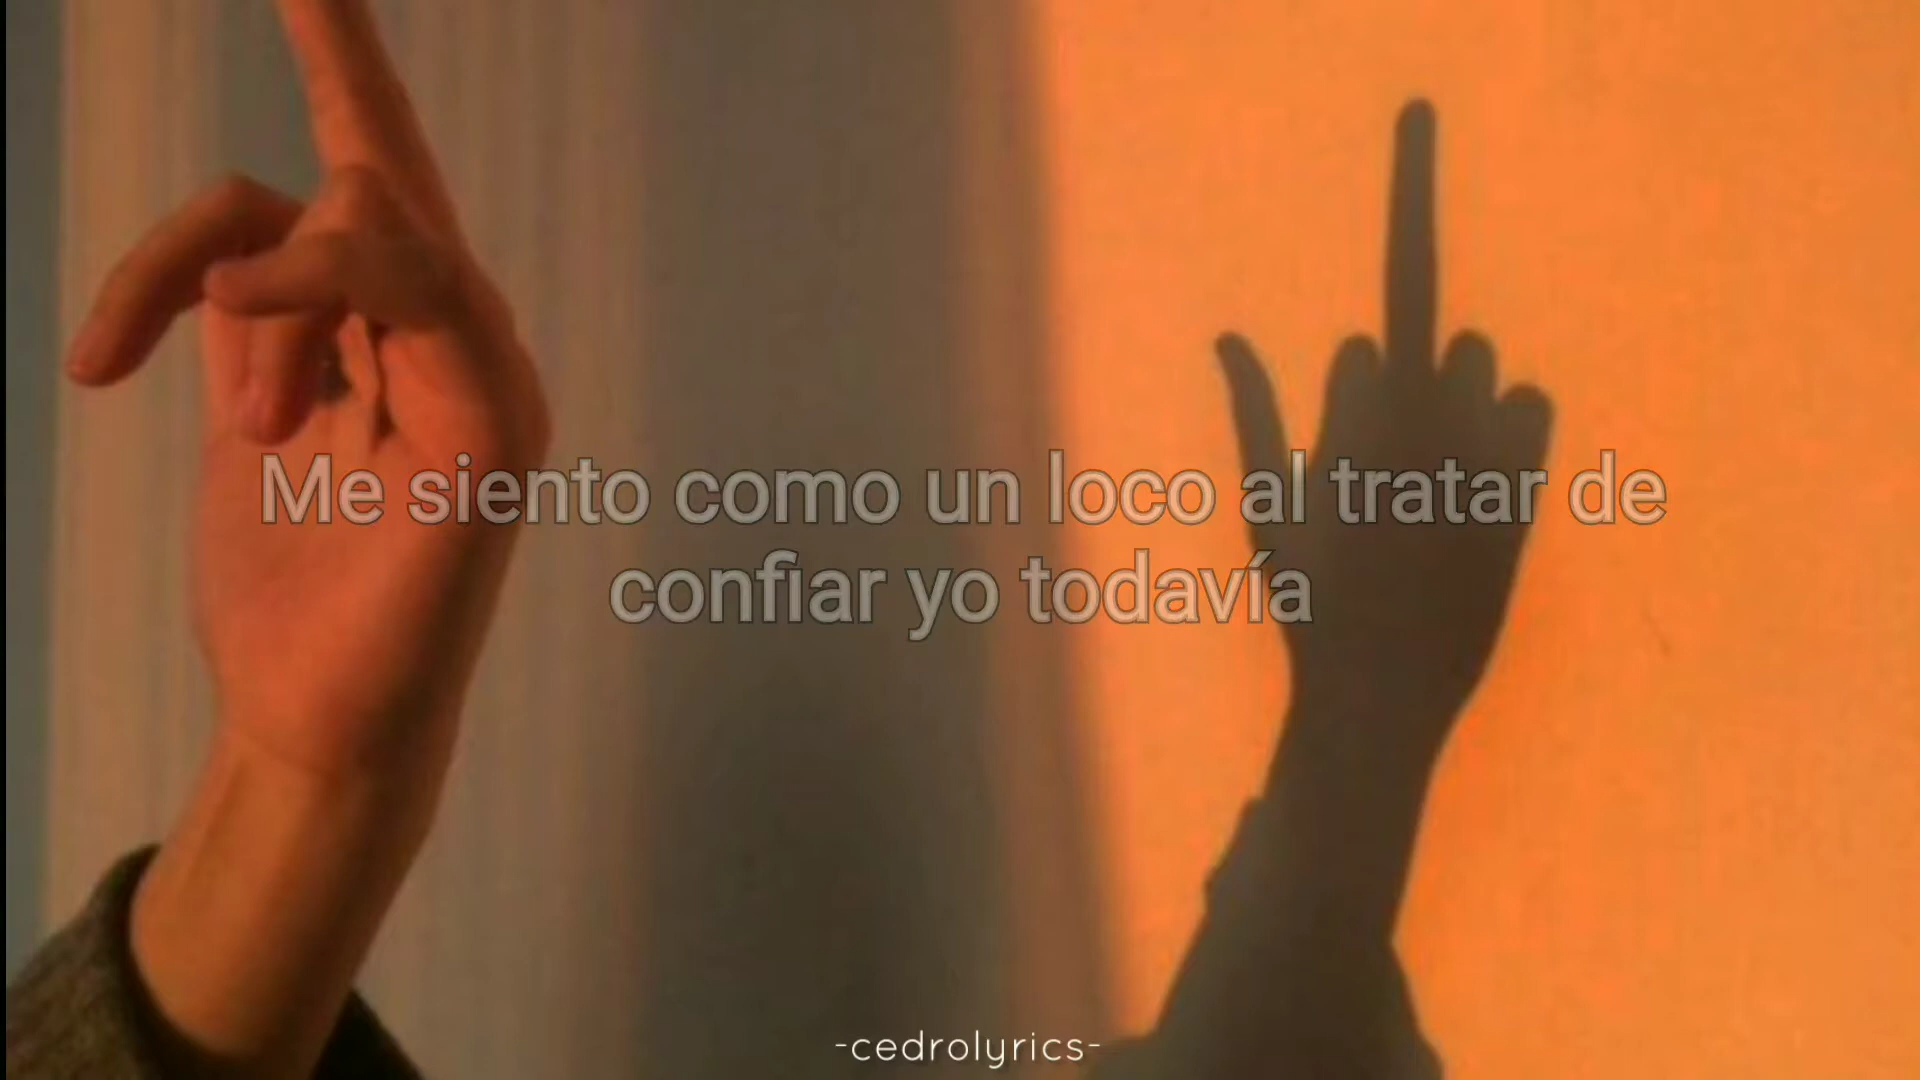 Me siento como un loco al tratar de
confiar yo todavía
-cedrolyrics-